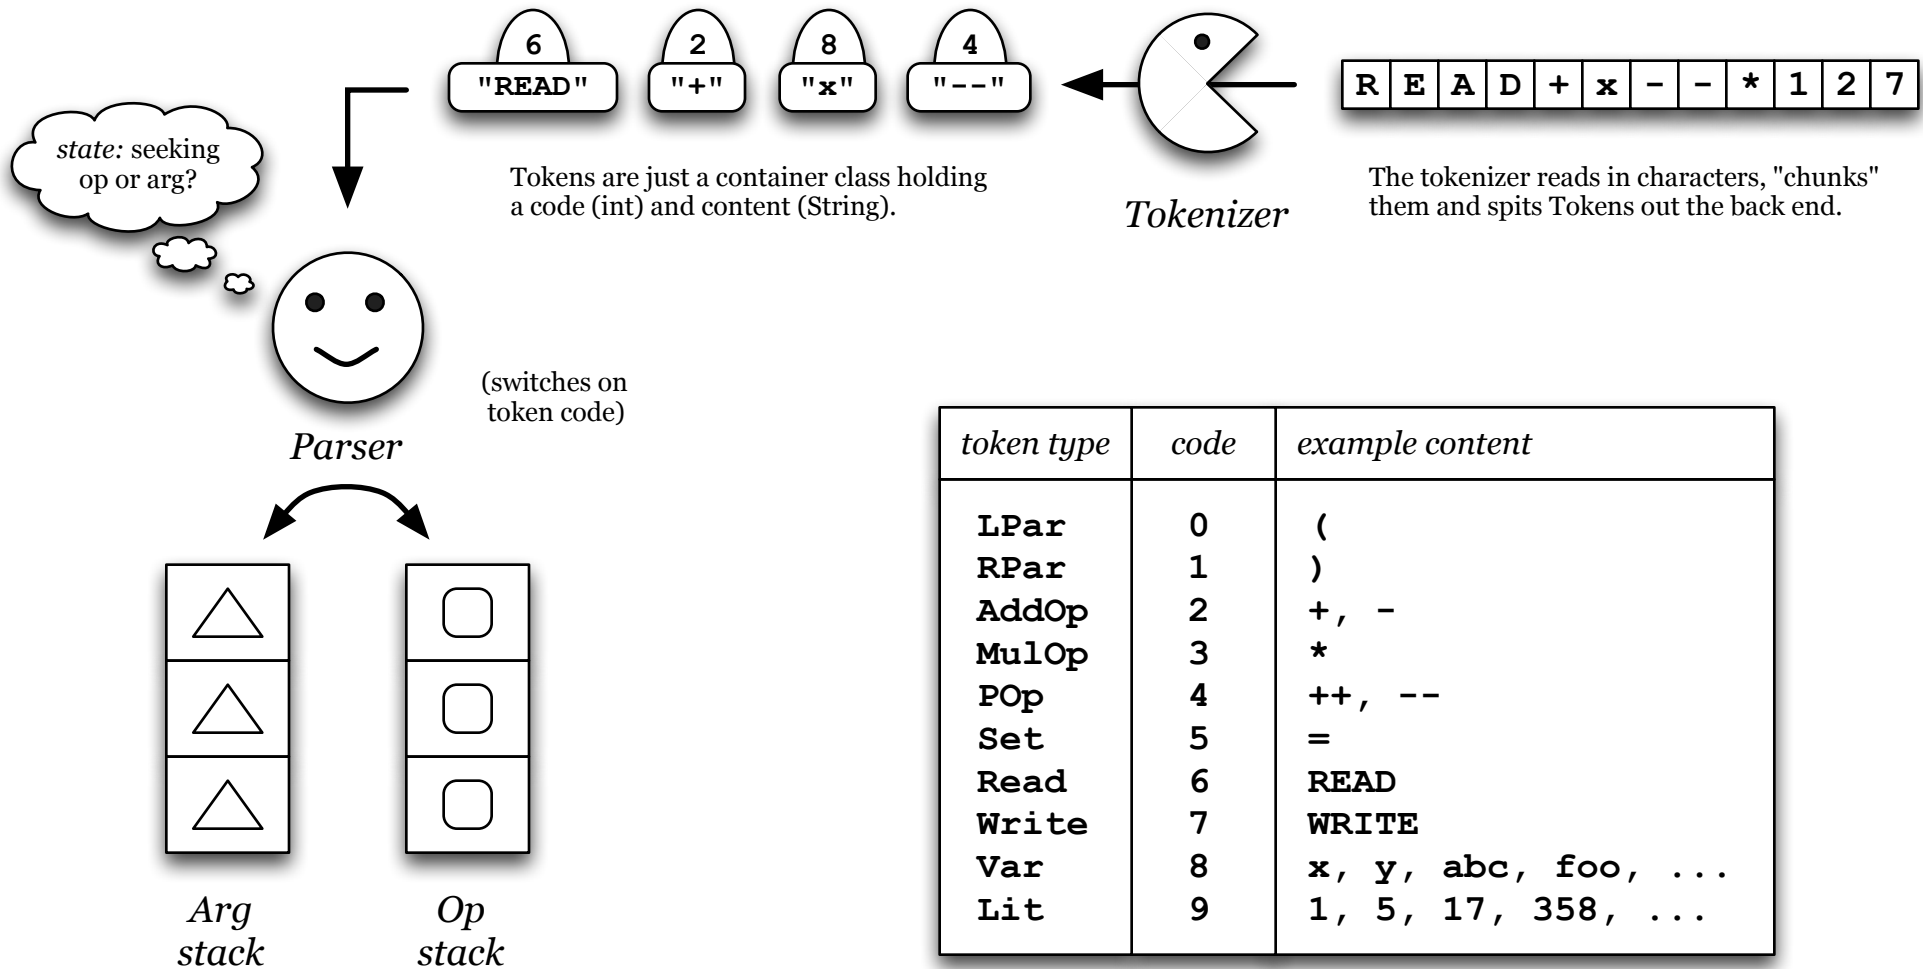 6 2 8 4
"READ" "+" "x" "--"
R E A D + x - - * 1 2 7
state: seeking
op or arg?
Tokens are just a container class holding
a code (int) and content (String).
Tokenizer
The tokenizer reads in characters, "chunks"
them and spits Tokens out the back end.
(switches on
token code)
Parser
Arg
stack
Op
stack
token type code example content
LPar 0 (
RPar 1 )
AddOp 2 +, -
MulOp 3 *
POp 4 ++, --
Set 5 =
Read 6 READ
Write 7 WRITE
Var 8 x, y, abc, foo, ...
Lit 9 1, 5, 17, 358, ...